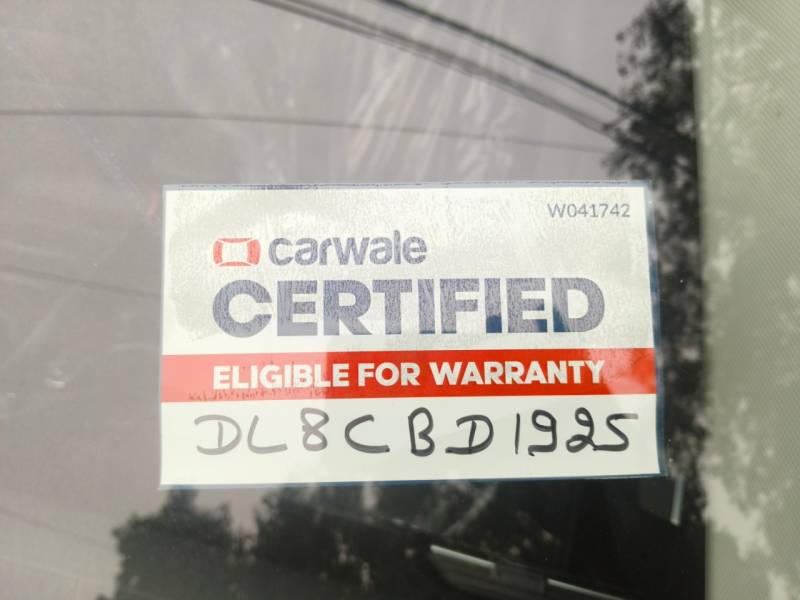 W041742
carwale
CERTIFIED
ELIGIBLE FOR WARRANTY
DL8CBD1925